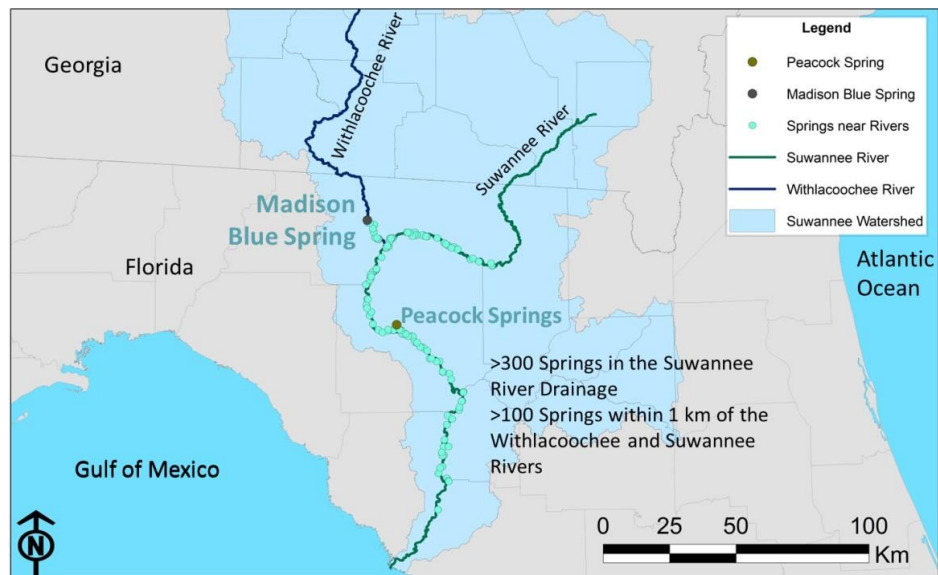 Georgia
Withlacoochee River
Suwannee River
Madison
Blue Spring
Florida
Peacock Springs
>300 Springs in the Suwannee
River Drainage
>100 Springs within 1 km of the
Withlacoochee and Suwannee
Rivers
Gulf of Mexico
Atlantic
Ocean
Legend
Peacock Spring
Madison Blue Spring
Springs near Rivers
Suwannee River
Withlacoochee River
Suwannee Watershed
N
0 25 50 100
Km